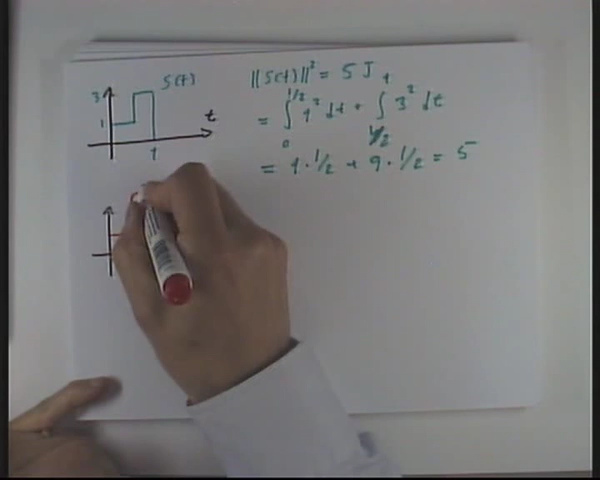 3
S(t)
1
t
1
||S(t)||² = 5 J
= ∫₀^{1/2} 1² dt + ∫_{1/2}^{1} 3² dt
= 1 · 1/2 + 9 · 1/2 = 5